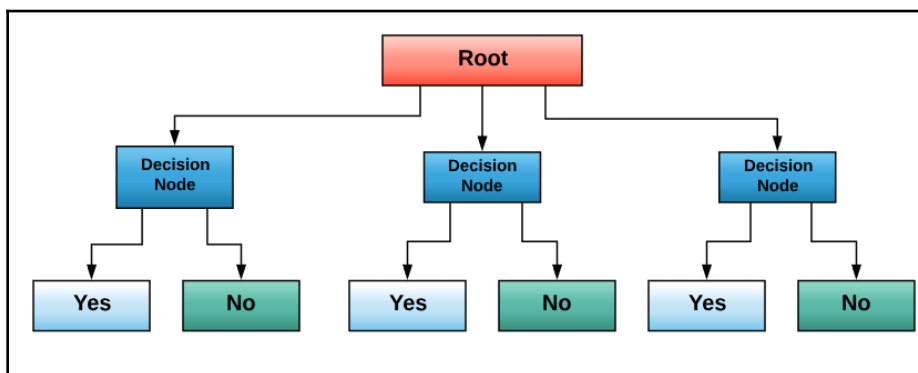 Root
Decision
Node
Decision
Node
Decision
Node
Yes
No
Yes
No
Yes
No